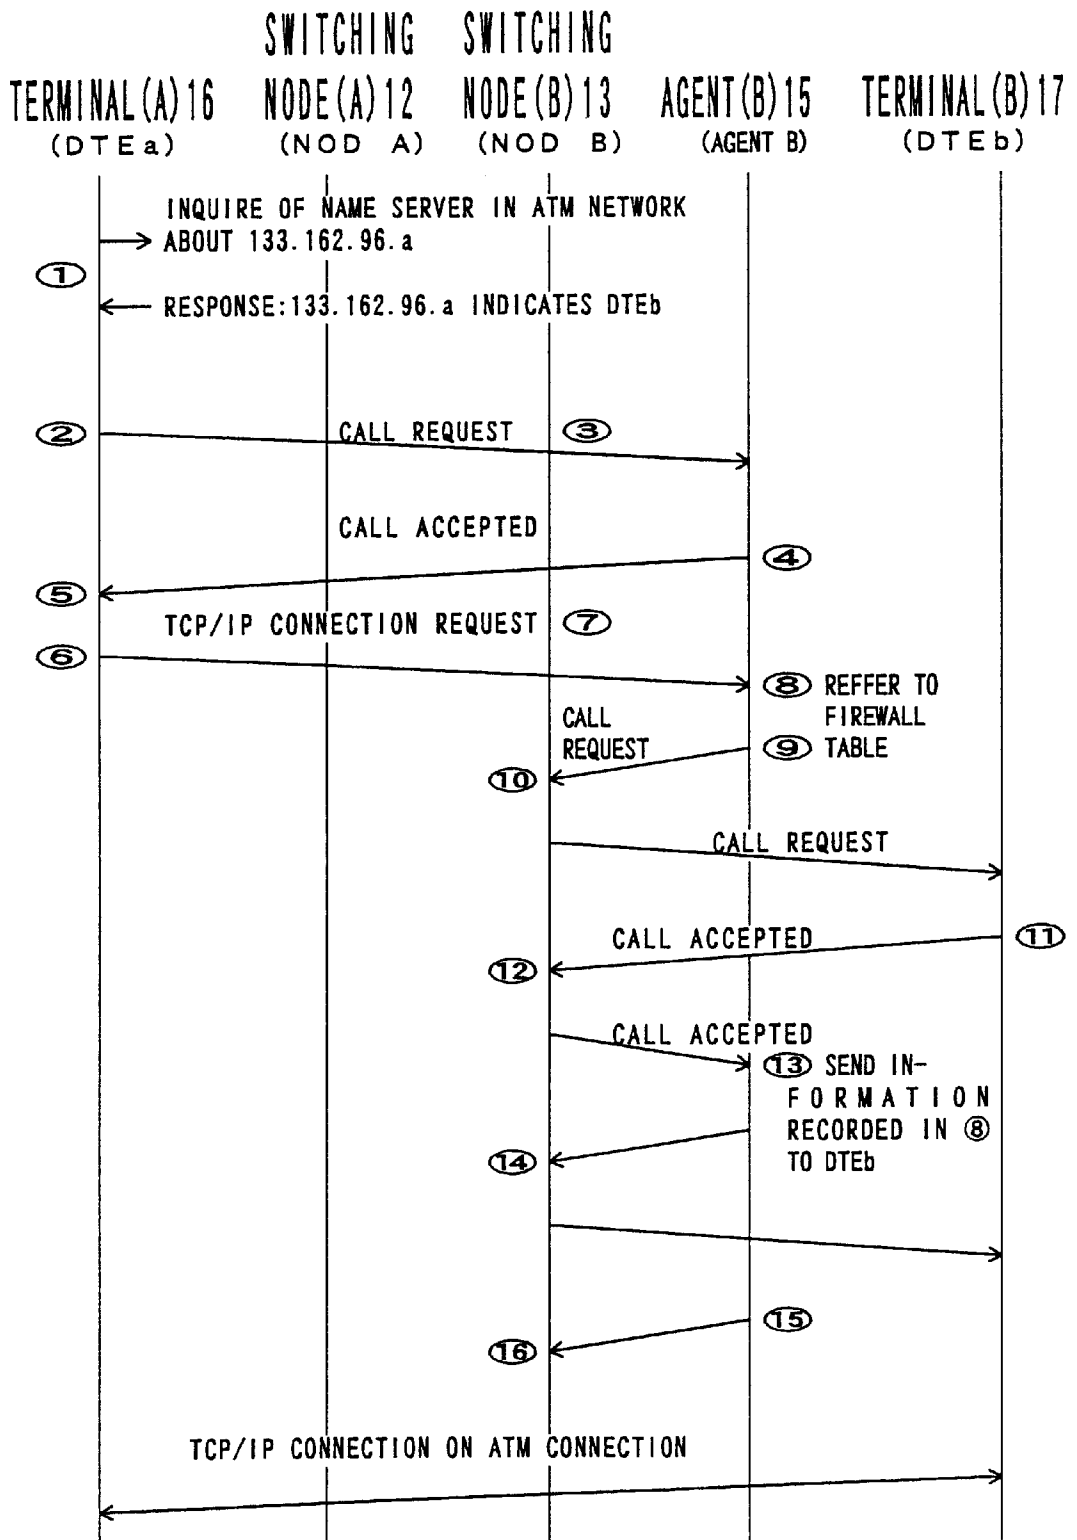 SWITCHING SWITCHING
TERMINAL(A)16 NODE(A)12 NODE(B)13 AGENT(B)15 TERMINAL(B)17
(DTEa) (NOD A) (NOD B) (AGENT B) (DTEb)
INQUIRE OF NAME SERVER IN ATM NETWORK
ABOUT 133.162.96.a
①
RESPONSE:133.162.96.a INDICATES DTEb
② CALL REQUEST ③
CALL ACCEPTED
④
⑤
TCP/IP CONNECTION REQUEST ⑦
⑥
⑧ REFFER TO
CALL FIREWALL
REQUEST ⑨ TABLE
⑩
CALL REQUEST
CALL ACCEPTED ⑪
⑫
CALL ACCEPTED
⑬ SEND IN-
FORMATION
RECORDED IN ⑧
⑭ TO DTEb
⑮
⑯
TCP/IP CONNECTION ON ATM CONNECTION